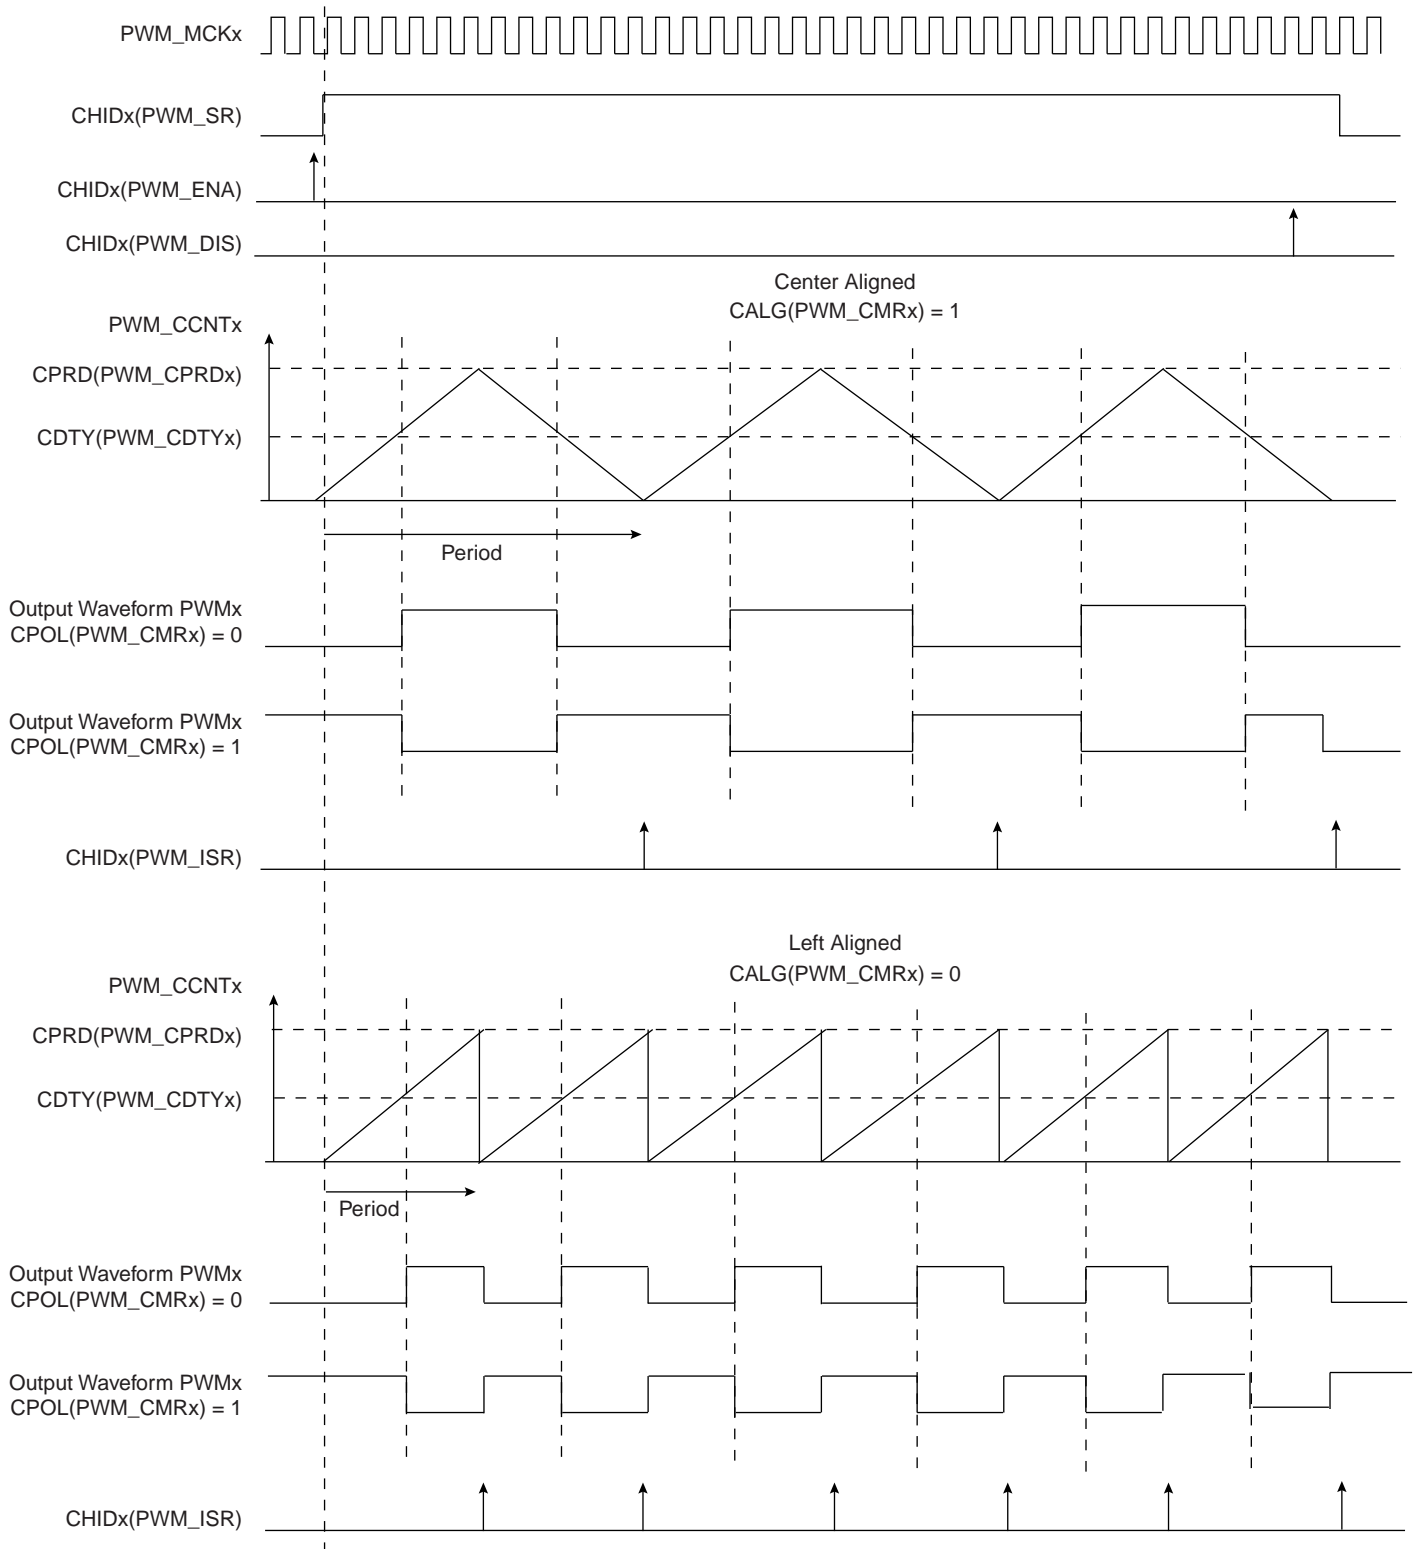 PWM_MCKx
CHIDx(PWM_SR)
CHIDx(PWM_ENA)
CHIDx(PWM_DIS)
Center Aligned
CALG(PWM_CMRx) = 1
PWM_CCNTx
CPRD(PWM_CPRDx)
CDTY(PWM_CDTYx)
Period
Output Waveform PWMx
CPOL(PWM_CMRx) = 0
Output Waveform PWMx
CPOL(PWM_CMRx) = 1
CHIDx(PWM_ISR)
Left Aligned
CALG(PWM_CMRx) = 0
PWM_CCNTx
CPRD(PWM_CPRDx)
CDTY(PWM_CDTYx)
Period
Output Waveform PWMx
CPOL(PWM_CMRx) = 0
Output Waveform PWMx
CPOL(PWM_CMRx) = 1
CHIDx(PWM_ISR)